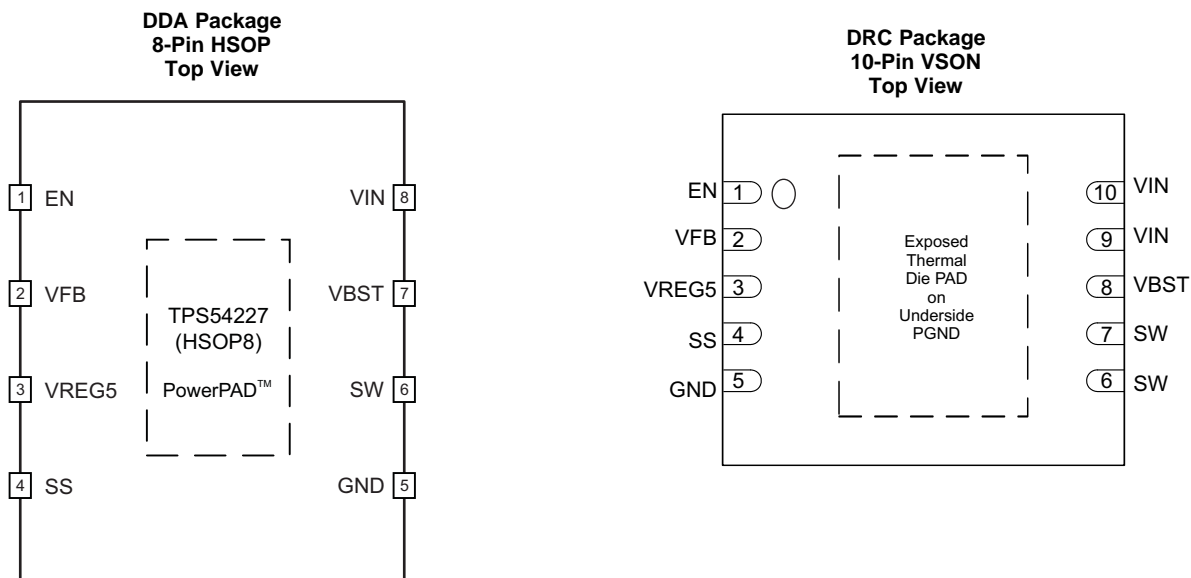 DDA Package
8-Pin HSOP
Top View
1 EN
2 VFB
3 VREG5
4 SS
VIN 8
VBST 7
SW 6
GND 5
TPS54227
(HSOP8)
PowerPAD™
DRC Package
10-Pin VSON
Top View
EN 1
VFB 2
VREG5 3
SS 4
GND 5
10 VIN
9 VIN
8 VBST
7 SW
6 SW
Exposed
Thermal
Die PAD
on
Underside
PGND